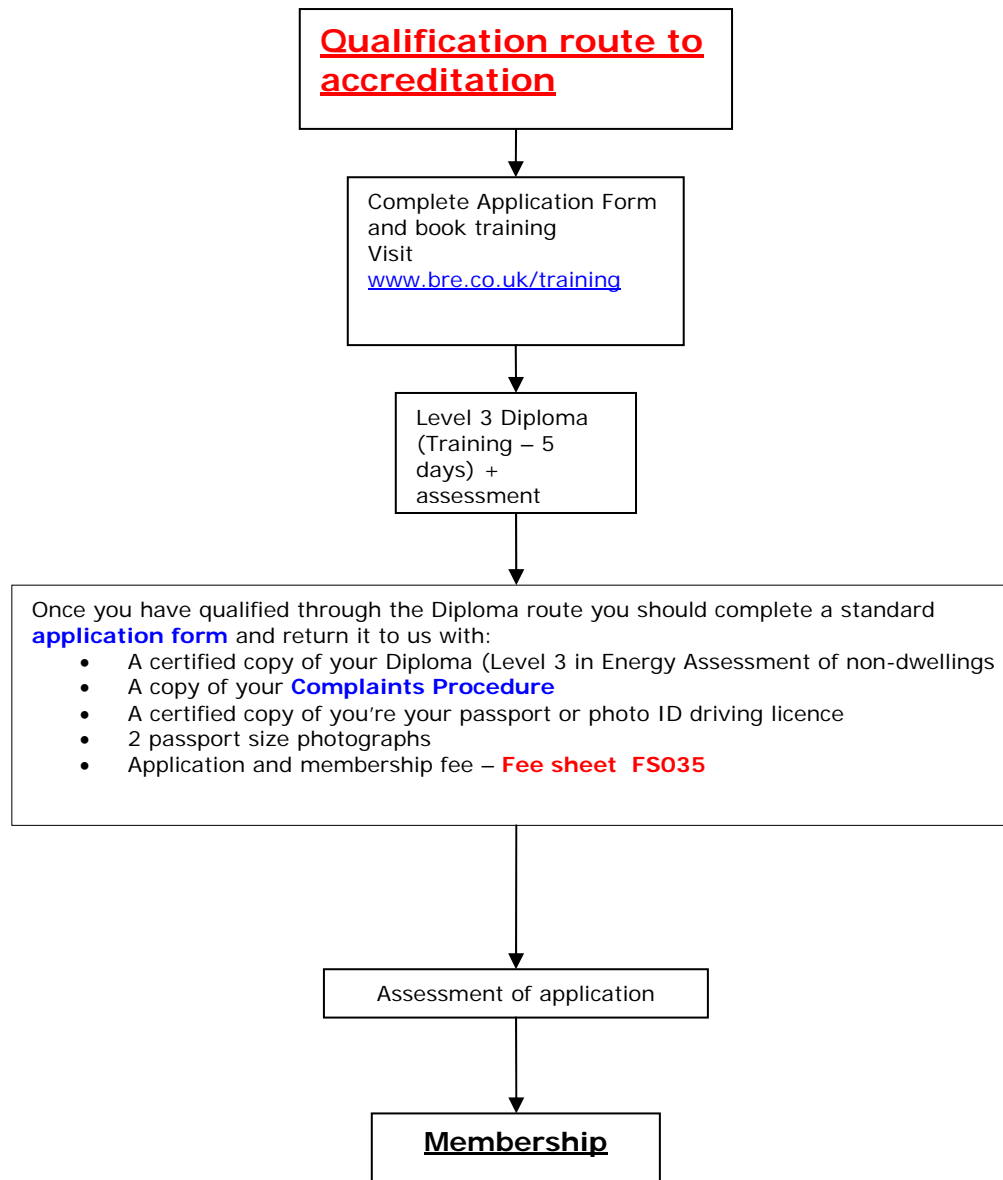 Qualification route to
accreditation
Complete Application Form
and book training
Visit
www.bre.co.uk/training
Level 3 Diploma
(Training – 5
days) +
assessment
Once you have qualified through the Diploma route you should complete a standard
application form and return it to us with:
• A certified copy of your Diploma (Level 3 in Energy Assessment of non-dwellings
• A copy of your Complaints Procedure
• A certified copy of you're your passport or photo ID driving licence
• 2 passport size photographs
• Application and membership fee – Fee sheet FS035
Assessment of application
Membership